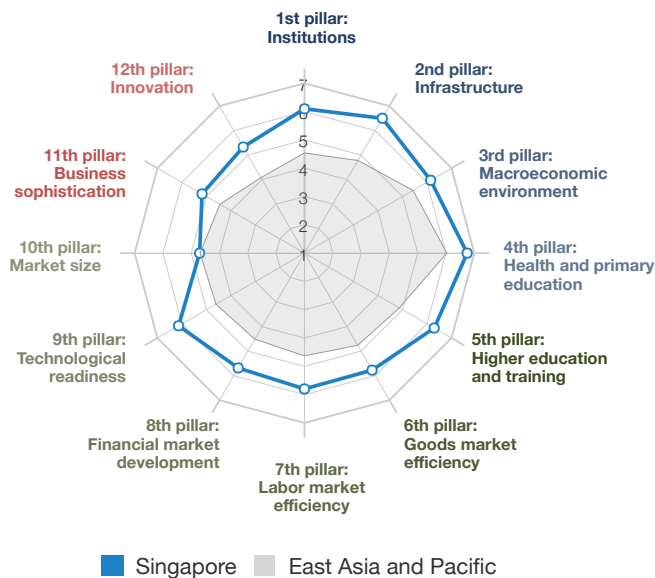 1st pillar:
Institutions
2nd pillar:
Infrastructure
3rd pillar:
Macroeconomic
environment
4th pillar:
Health and primary
education
5th pillar:
Higher education
and training
6th pillar:
Goods market
efficiency
7th pillar:
Labor market
efficiency
8th pillar:
Financial market
development
9th pillar:
Technological
readiness
10th pillar:
Market size
11th pillar:
Business
sophistication
12th pillar:
Innovation
7
6
5
4
3
2
1
Singapore
East Asia and Pacific